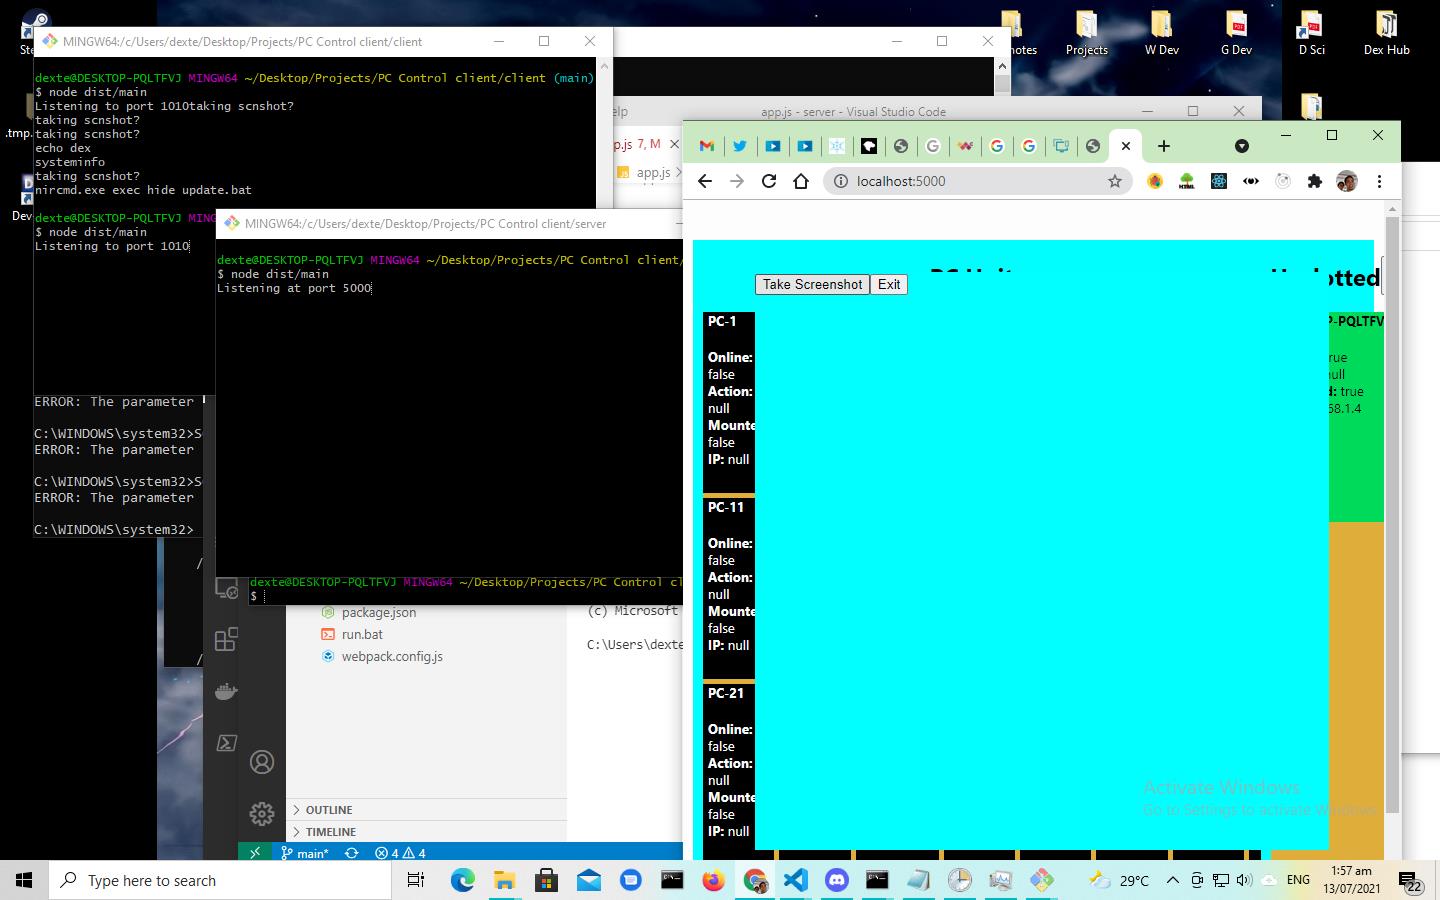 Ste
notes
Projects
W Dev
G Dev
D Sci
Dex Hub
.tmp.
Dev
MINGW64:/c/Users/dexte/Desktop/Projects/PC Control client/client
dexte@DESKTOP-PQLTFVJ MINGW64 ~/Desktop/Projects/PC Control client/client (main)
$ node dist/main
Listening to port 1010taking scnshot?
taking scnshot?
taking scnshot?
echo dex
systeminfo
taking scnshot?
nircmd.exe exec hide update.bat
dexte@DESKTOP-PQLTFVJ MING
$ node dist/main
Listening to port 1010
ERROR: The parameter
C:\WINDOWS\system32>S
ERROR: The parameter
C:\WINDOWS\system32>S
ERROR: The parameter
C:\WINDOWS\system32>
MINGW64:/c/Users/dexte/Desktop/Projects/PC Control client/server
dexte@DESKTOP-PQLTFVJ MINGW64 ~/Desktop/Projects/PC Control client/
$ node dist/main
Listening at port 5000
dexte@DESKTOP-PQLTFVJ MINGW64 ~/Desktop/Projects/PC Control cl
$
elp
app.js - server - Visual Studio Code
p.js 7, M
app.js >
package.json
run.bat
webpack.config.js
(c) Microsoft
C:\Users\dexte
OUTLINE
TIMELINE
main*
4
4
localhost:5000
Take Screenshot
Exit
PC Unit
otted
PC-1
Online:
false
Action:
null
Mounte
false
IP: null
PC-11
Online:
false
Action:
null
Mounte
false
IP: null
PC-21
Online:
false
Action:
null
Mounte
false
IP: null
P-PQLTFV
rue
null
d: true
58.1.4
Activate Windows
Go to Settings to activate Windows.
Type here to search
29°C
ENG
1:57 am
13/07/2021
22